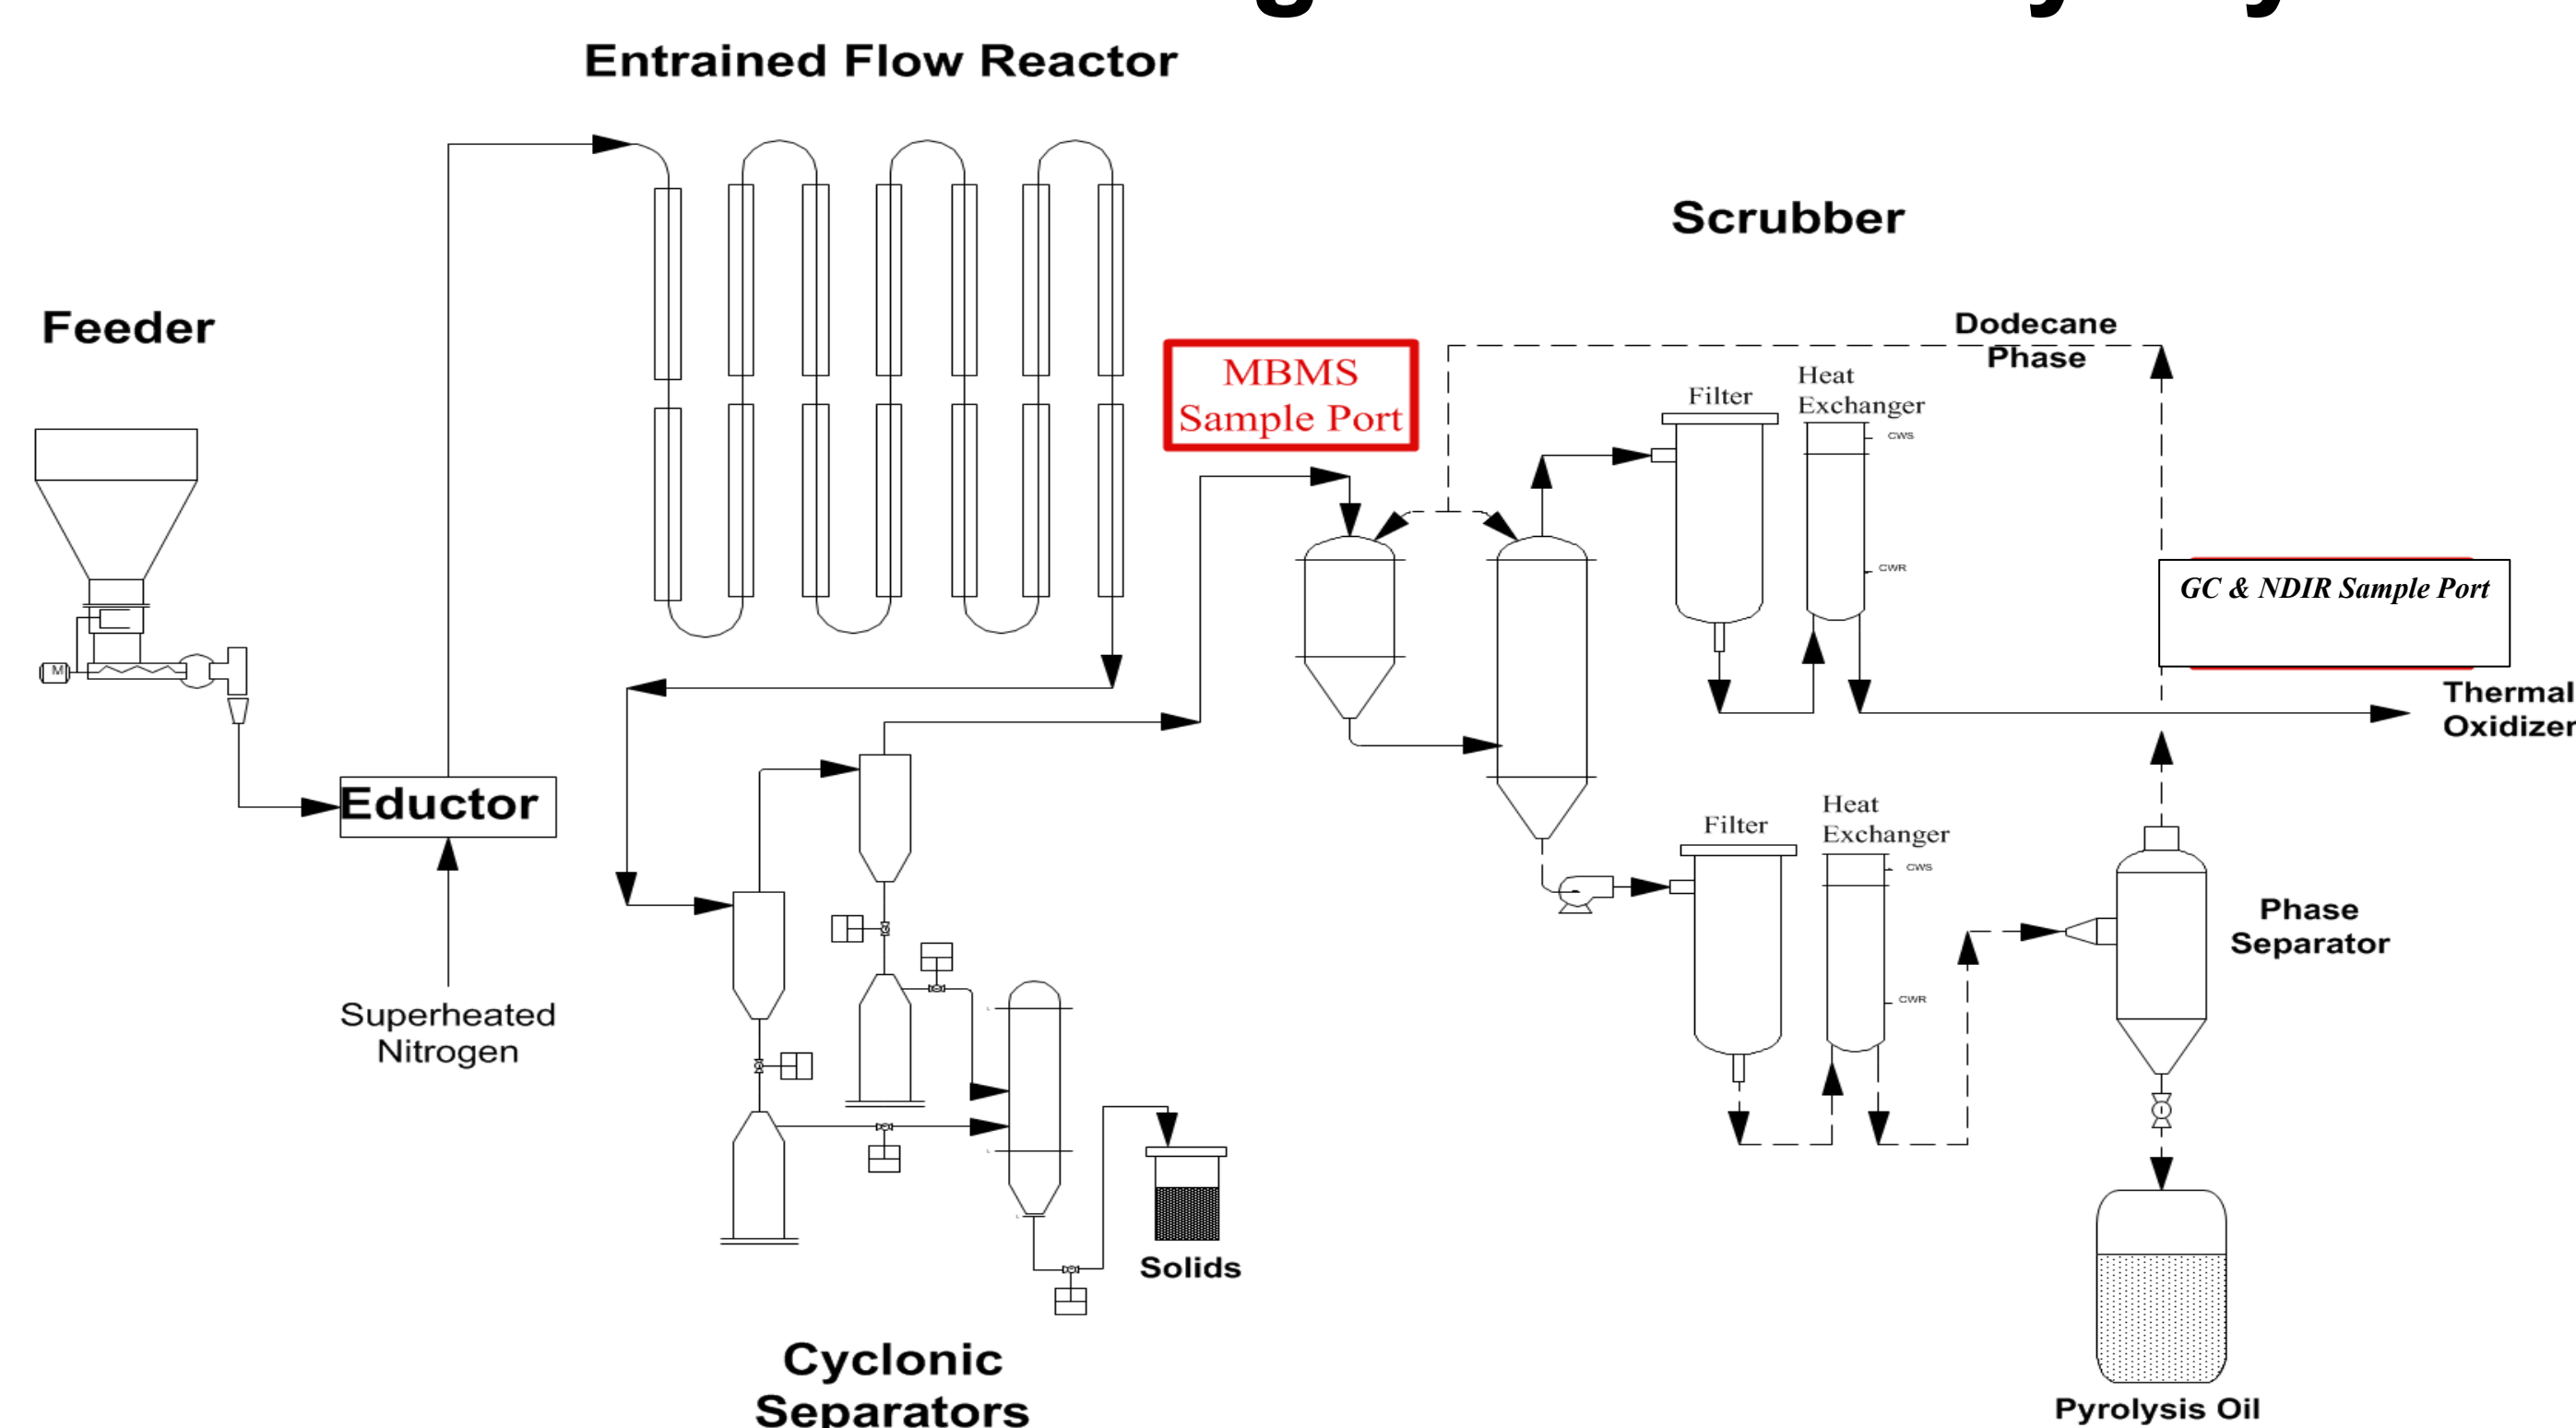 Entrained Flow Reactor
Scrubber
Feeder
Dodecane
Phase
MBMS
Sample Port
Filter
Heat
Exchanger
CWS
CWR
GC & NDIR Sample Port
Thermal
Oxidizer
M
Eductor
Superheated
Nitrogen
Filter
Heat
Exchanger
CWS
CWR
Phase
Separator
Solids
Cyclonic
Separators
Pyrolysis Oil